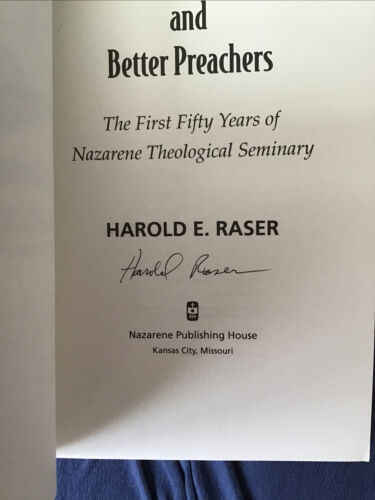 and
Better Preachers
The First Fifty Years of
Nazarene Theological Seminary
HAROLD E. RASER
Harold Raser
Nazarene Publishing House
Kansas City, Missouri